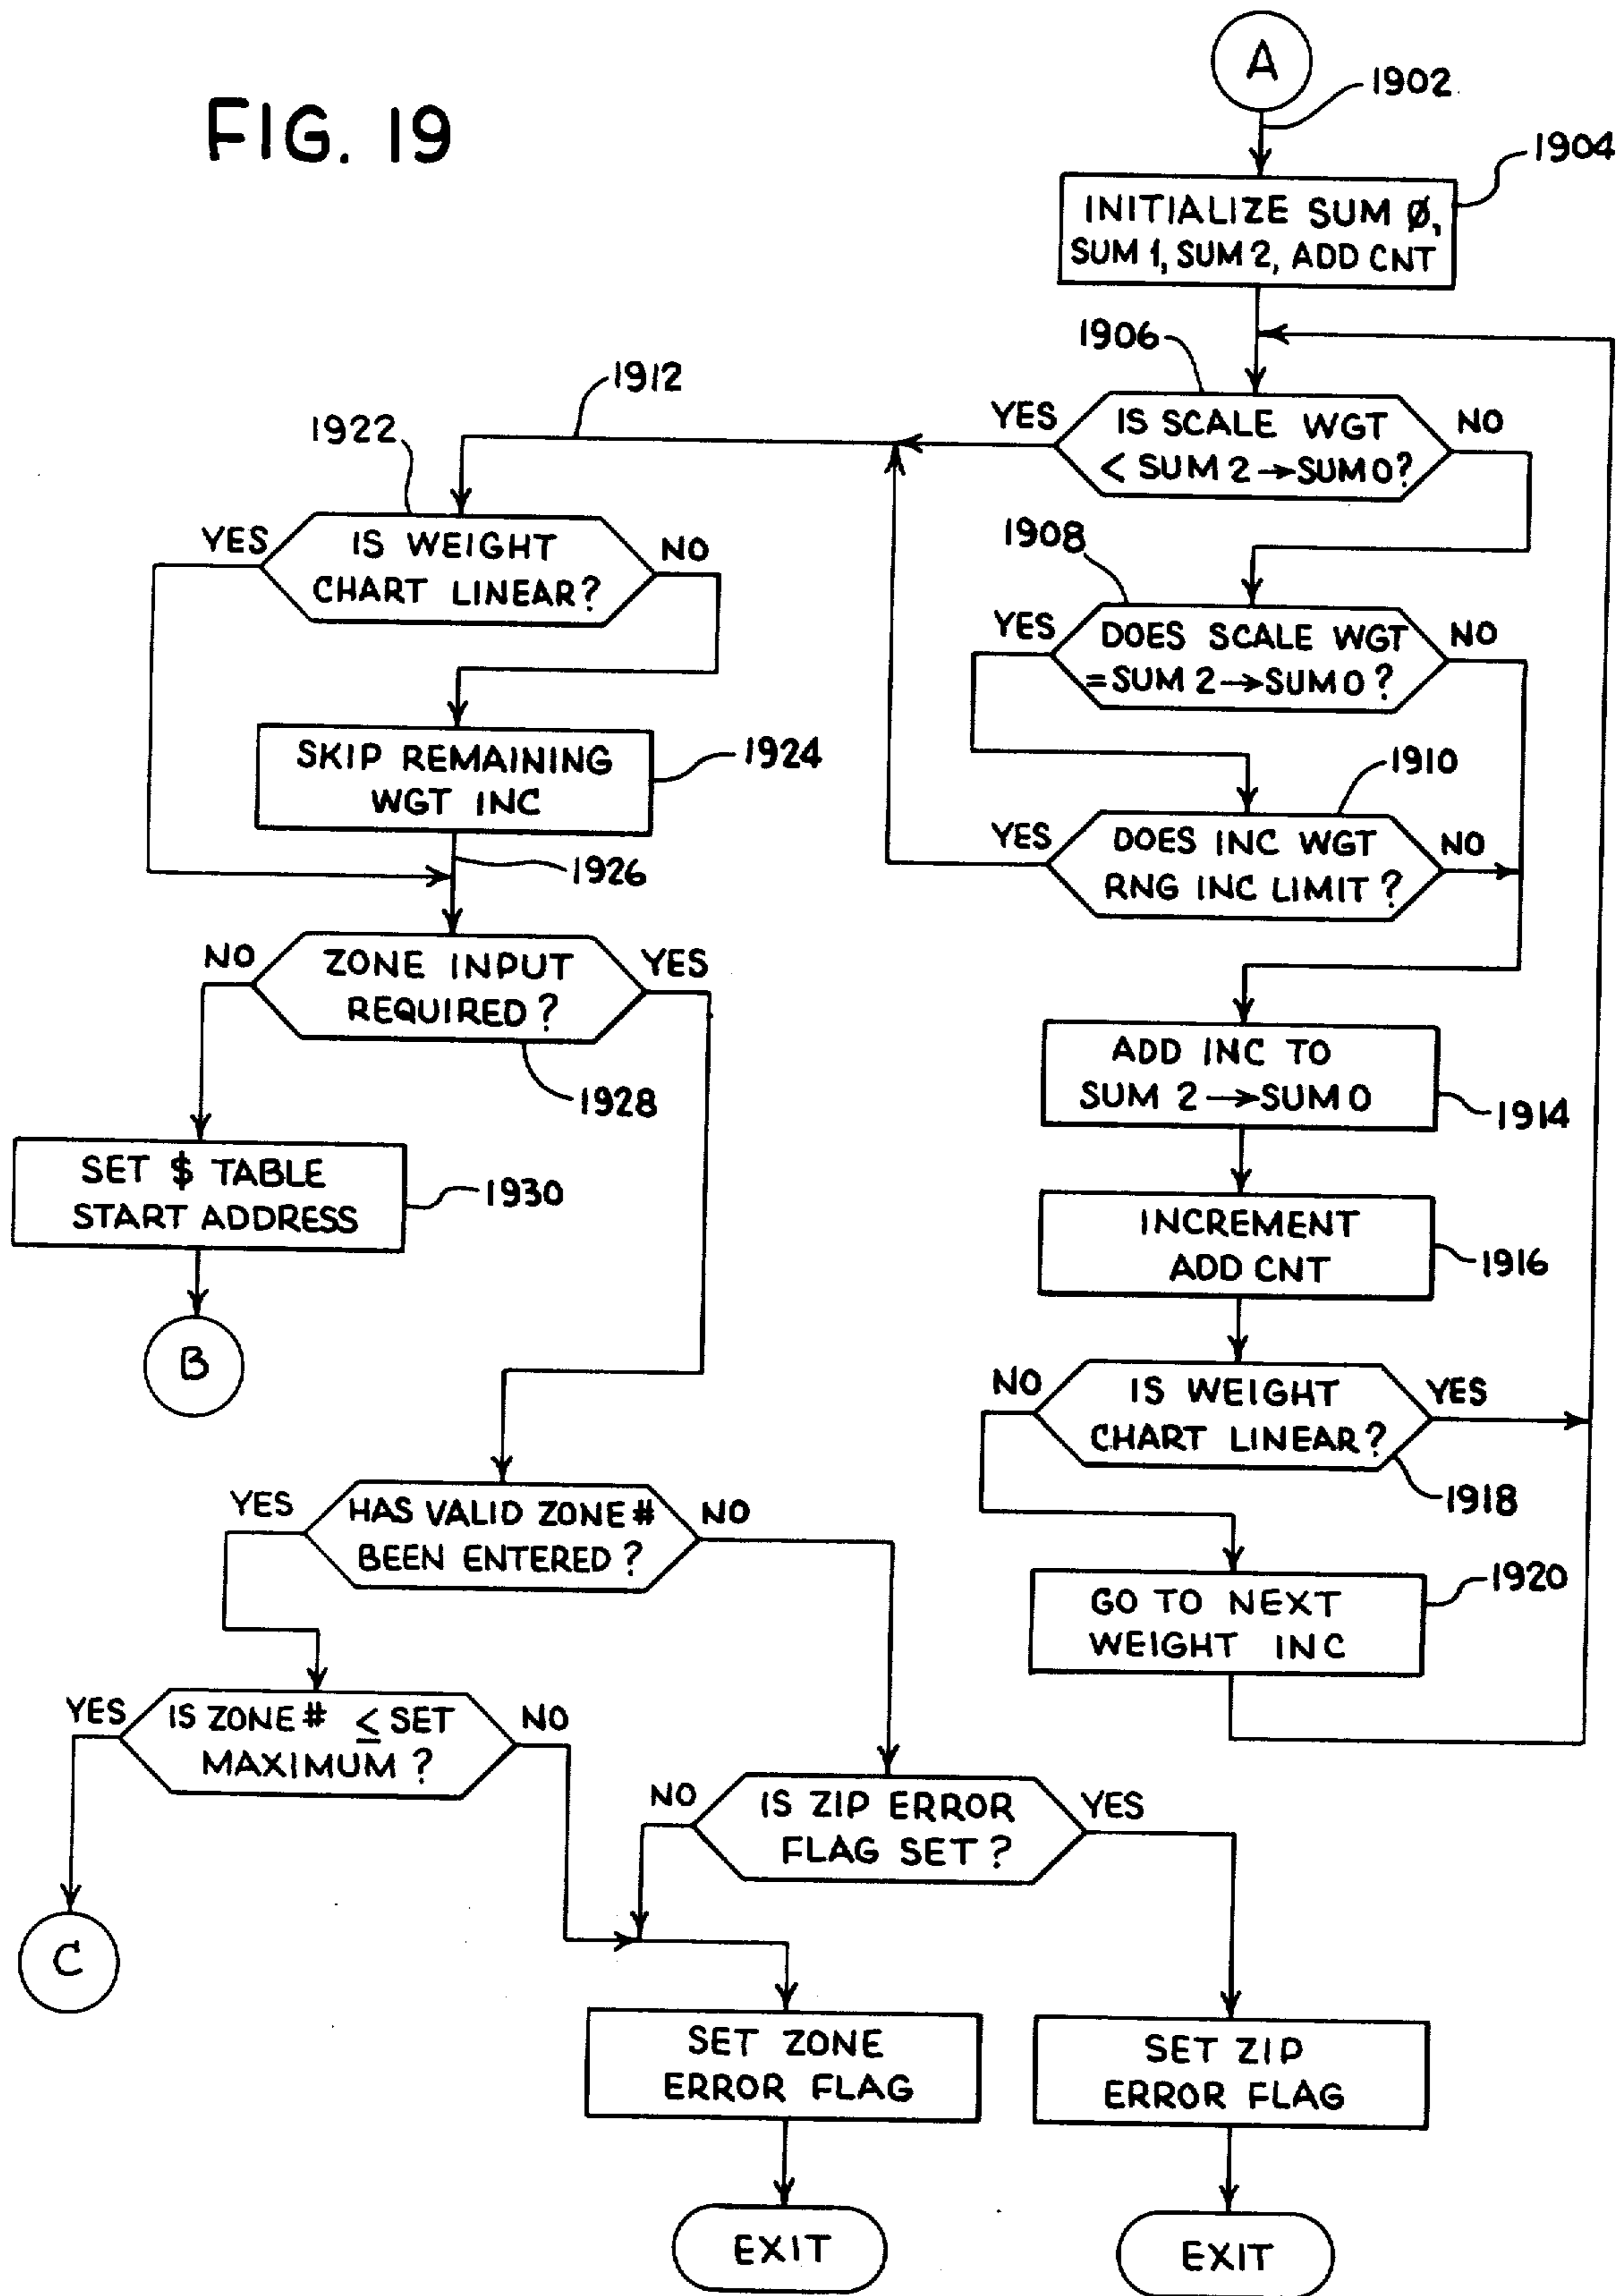 FIG. 19
A
1902
1904
INITIALIZE SUM Ø,
SUM 1, SUM 2, ADD CNT
1906
YES
IS SCALE WGT
< SUM 2 → SUM 0?
NO
1912
1922
YES
IS WEIGHT
CHART LINEAR?
NO
1908
YES
DOES SCALE WGT
= SUM 2 → SUM 0 ?
NO
SKIP REMAINING
WGT INC
1924
1910
YES
DOES INC WGT
RNG INC LIMIT ?
NO
1926
NO
ZONE INPUT
REQUIRED ?
YES
1928
ADD INC TO
SUM 2 → SUM 0
1914
SET $ TABLE
START ADDRESS
1930
INCREMENT
ADD CNT
1916
B
NO
IS WEIGHT
CHART LINEAR?
YES
1918
YES
HAS VALID ZONE #
BEEN ENTERED ?
NO
GO TO NEXT
WEIGHT INC
1920
YES
IS ZONE # ≤ SET
MAXIMUM ?
NO
NO
IS ZIP ERROR
FLAG SET ?
YES
C
SET ZONE
ERROR FLAG
SET ZIP
ERROR FLAG
EXIT
EXIT